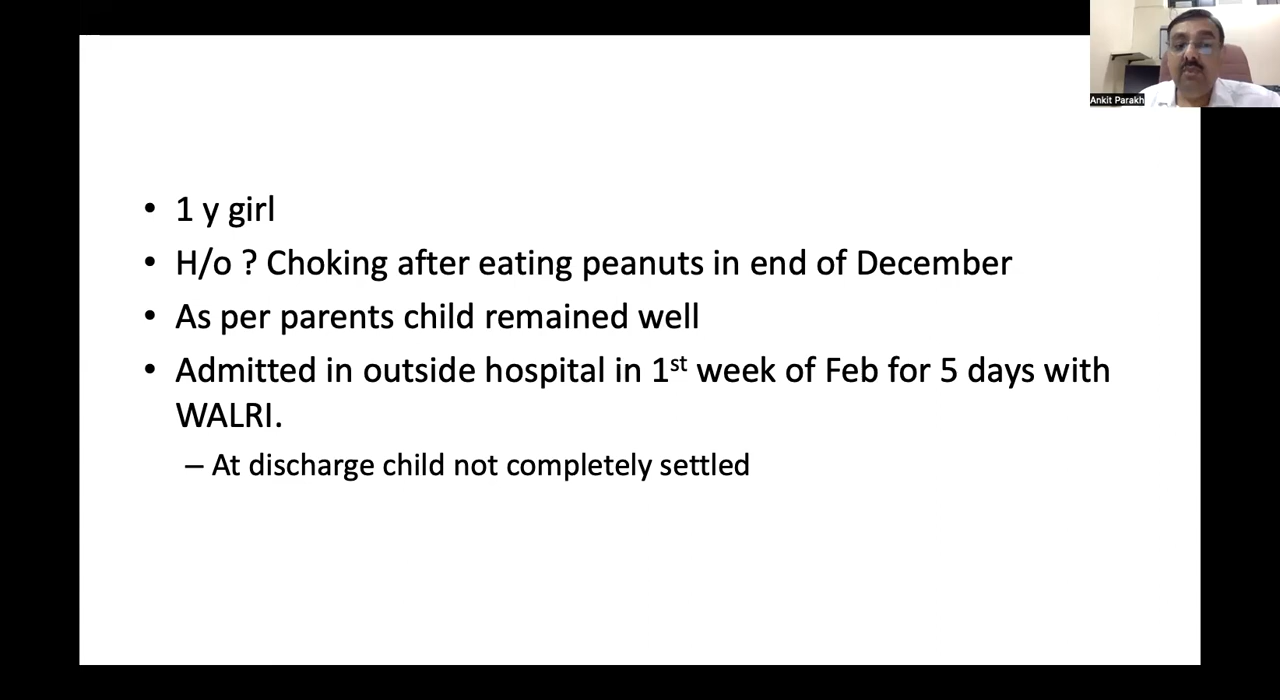 Ankit Parakh
• 1 y girl
• H/o ? Choking after eating peanuts in end of December
• As per parents child remained well
• Admitted in outside hospital in 1st week of Feb for 5 days with
WALRI.
– At discharge child not completely settled